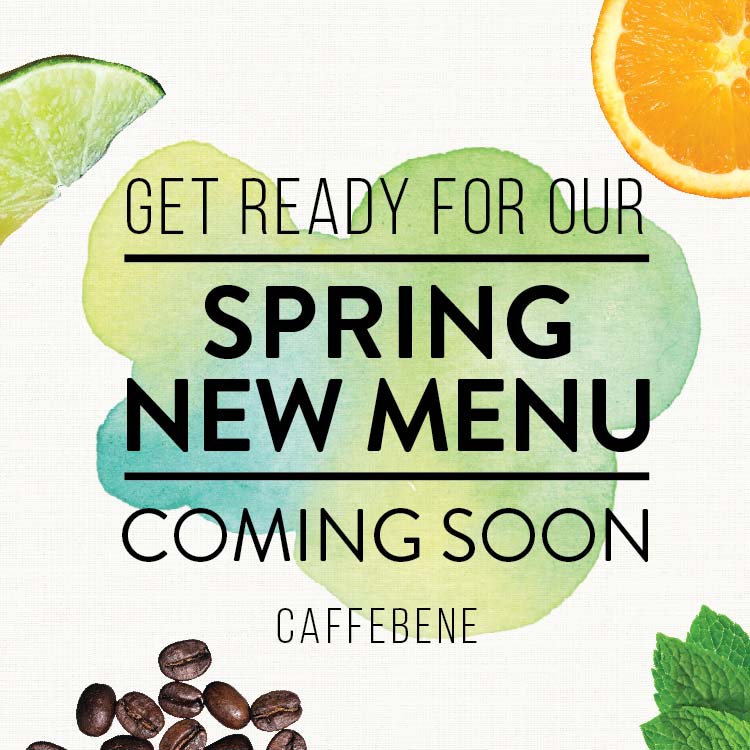 GET READY FOR OUR
SPRING
NEW MENU
COMING SOON
CAFFEBENE